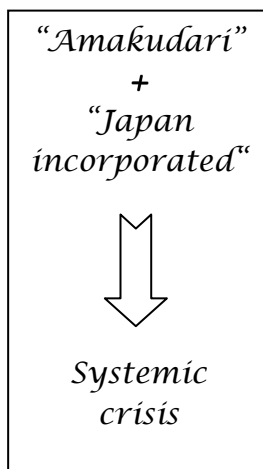 “Amakudari”
+
“Japan
incorporated“
Systemic
crisis